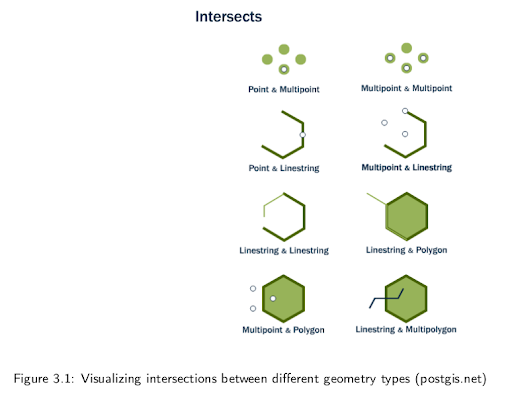 Intersects
Point & Multipoint
Multipoint & Multipoint
Point & Linestring
Multipoint & Linestring
Linestring & Linestring
Linestring & Polygon
Multipoint & Polygon
Linestring & Multipolygon
Figure 3.1: Visualizing intersections between different geometry types (postgis.net)